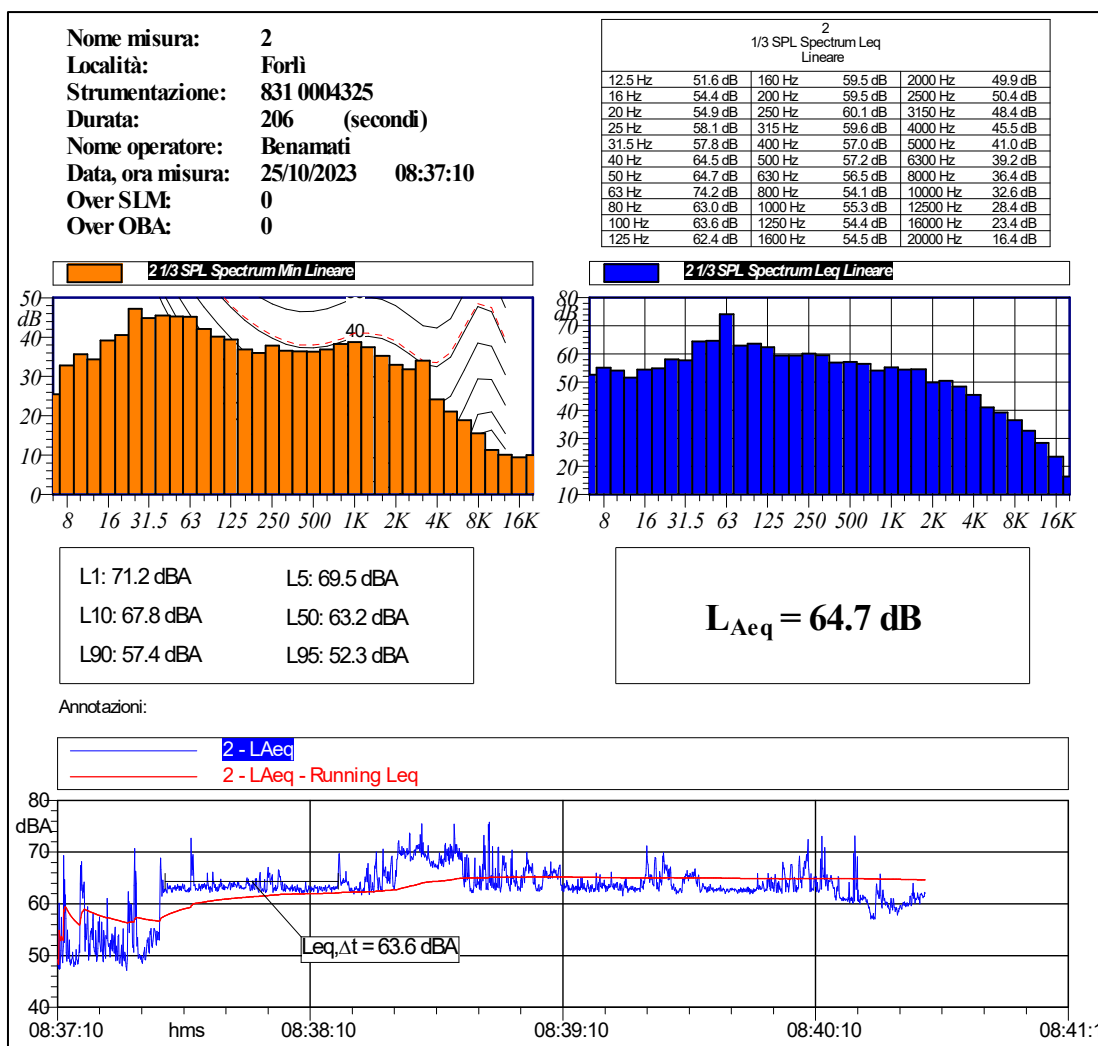 Nome misura: 2
Località: Forlì
Strumentazione: 831 0004325
Durata: 206 (secondi)
Nome operatore: Benamati
Data, ora misura: 25/10/2023 08:37:10
Over SLM: 0
Over OBA: 0
2
1/3 SPL Spectrum Leq
Lineare
12.5 Hz 51.6 dB 160 Hz 59.5 dB 2000 Hz 49.9 dB
16 Hz 54.4 dB 200 Hz 59.5 dB 2500 Hz 50.4 dB
20 Hz 54.9 dB 250 Hz 60.1 dB 3150 Hz 48.4 dB
25 Hz 58.1 dB 315 Hz 59.6 dB 4000 Hz 45.5 dB
31.5 Hz 57.8 dB 400 Hz 57.0 dB 5000 Hz 41.0 dB
40 Hz 64.5 dB 500 Hz 57.2 dB 6300 Hz 39.2 dB
50 Hz 64.7 dB 630 Hz 56.5 dB 8000 Hz 36.4 dB
63 Hz 74.2 dB 800 Hz 54.1 dB 10000 Hz 32.6 dB
80 Hz 63.0 dB 1000 Hz 55.3 dB 12500 Hz 28.4 dB
100 Hz 63.6 dB 1250 Hz 54.4 dB 16000 Hz 23.4 dB
125 Hz 62.4 dB 1600 Hz 54.5 dB 20000 Hz 16.4 dB
2 1/3 SPL Spectrum Min Lineare
50
dB
40
30
20
10
0
40
8 16 31.5 63 125 250 500 1K 2K 4K 8K 16K
2 1/3 SPL Spectrum Leq Lineare
80
dB
70
60
50
40
30
20
10
8 16 31.5 63 125 250 500 1K 2K 4K 8K 16K
L1: 71.2 dBA L5: 69.5 dBA
L10: 67.8 dBA L50: 63.2 dBA
L90: 57.4 dBA L95: 52.3 dBA
LAeq = 64.7 dB
Annotazioni:
2 - LAeq
2 - LAeq - Running Leq
80
dBA
70
60
50
40
Leq,Δt = 63.6 dBA
08:37:10 hms 08:38:10 08:39:10 08:40:10 08:41:1